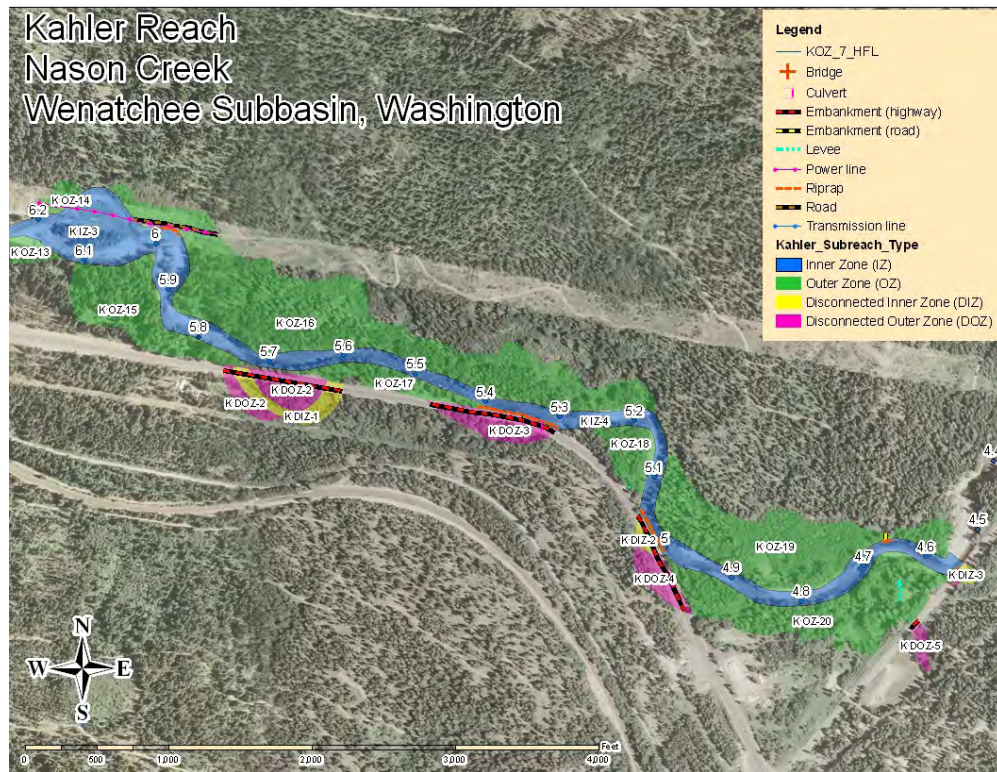 Kahler Reach
Nason Creek
Wenatchee Subbasin, Washington
Legend
KOZ_7_HFL
Bridge
Culvert
Embankment (highway)
Embankment (road)
Levee
Power line
Riprap
Road
Transmission line
Kahler_Subreach_Type
Inner Zone (IZ)
Outer Zone (OZ)
Disconnected Inner Zone (DIZ)
Disconnected Outer Zone (DOZ)
K OZ-14
6.2
K IZ-3
6
K OZ-13
6.1
5.9
K OZ-15
5.8
K OZ-16
5.7
5.6
5.5
K OZ-17
5.4
K DOZ-2
K DOZ-2
K DIZ-1
K DOZ-3
5.3
K IZ-4
5.2
K OZ-18
5.1
4.4
4.5
K DIZ-2
5
K DOZ-4
4.9
K OZ-19
4.8
4.7
4.6
K DIZ-3
K OZ-20
K DOZ-5
N
W E
S
0 500 1,000 2,000 3,000 4,000
Feet